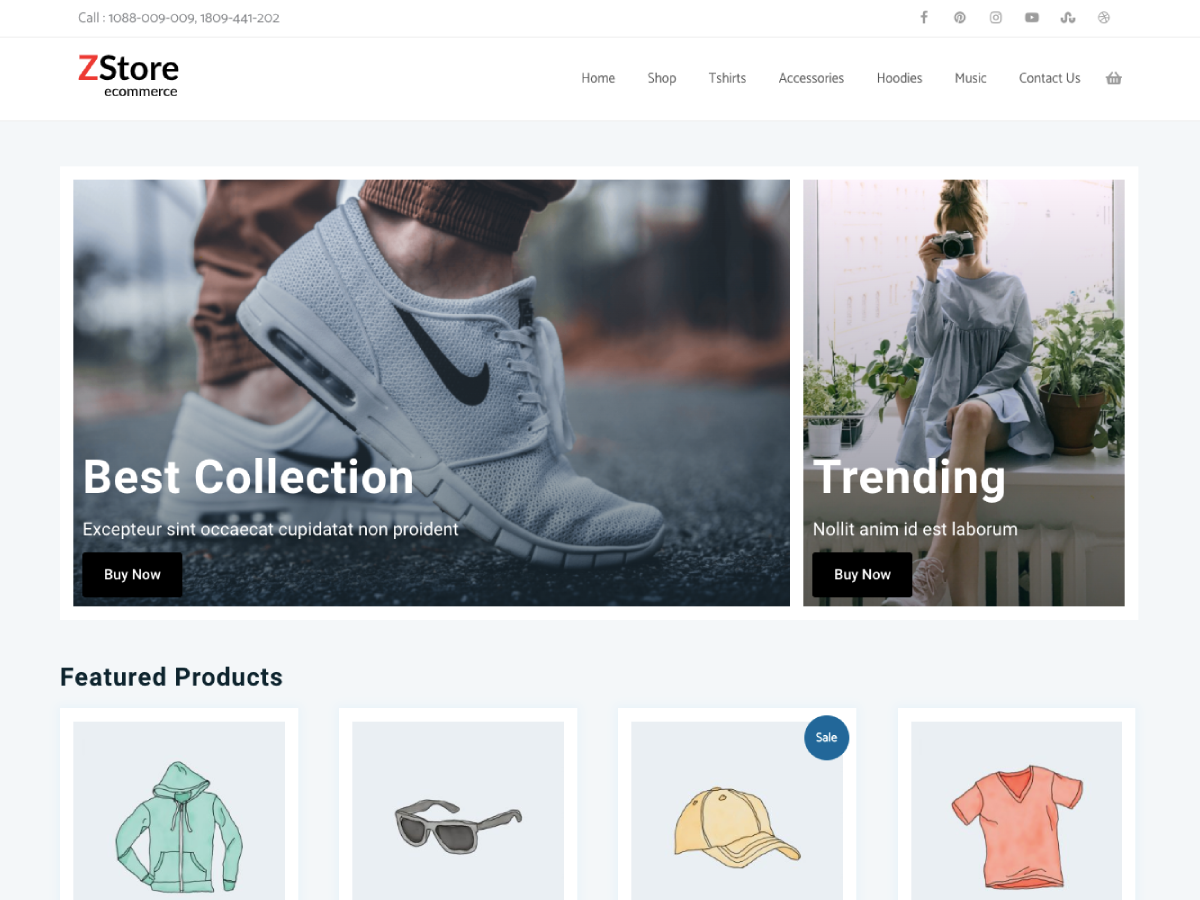 Call : 1088-009-009, 1809-441-202
ZStore
ecommerce
Home Shop Tshirts Accessories Hoodies Music Contact Us
Best Collection
Excepteur sint occaecat cupidatat non proident
Buy Now
Trending
Nollit anim id est laborum
Buy Now
Featured Products
Sale